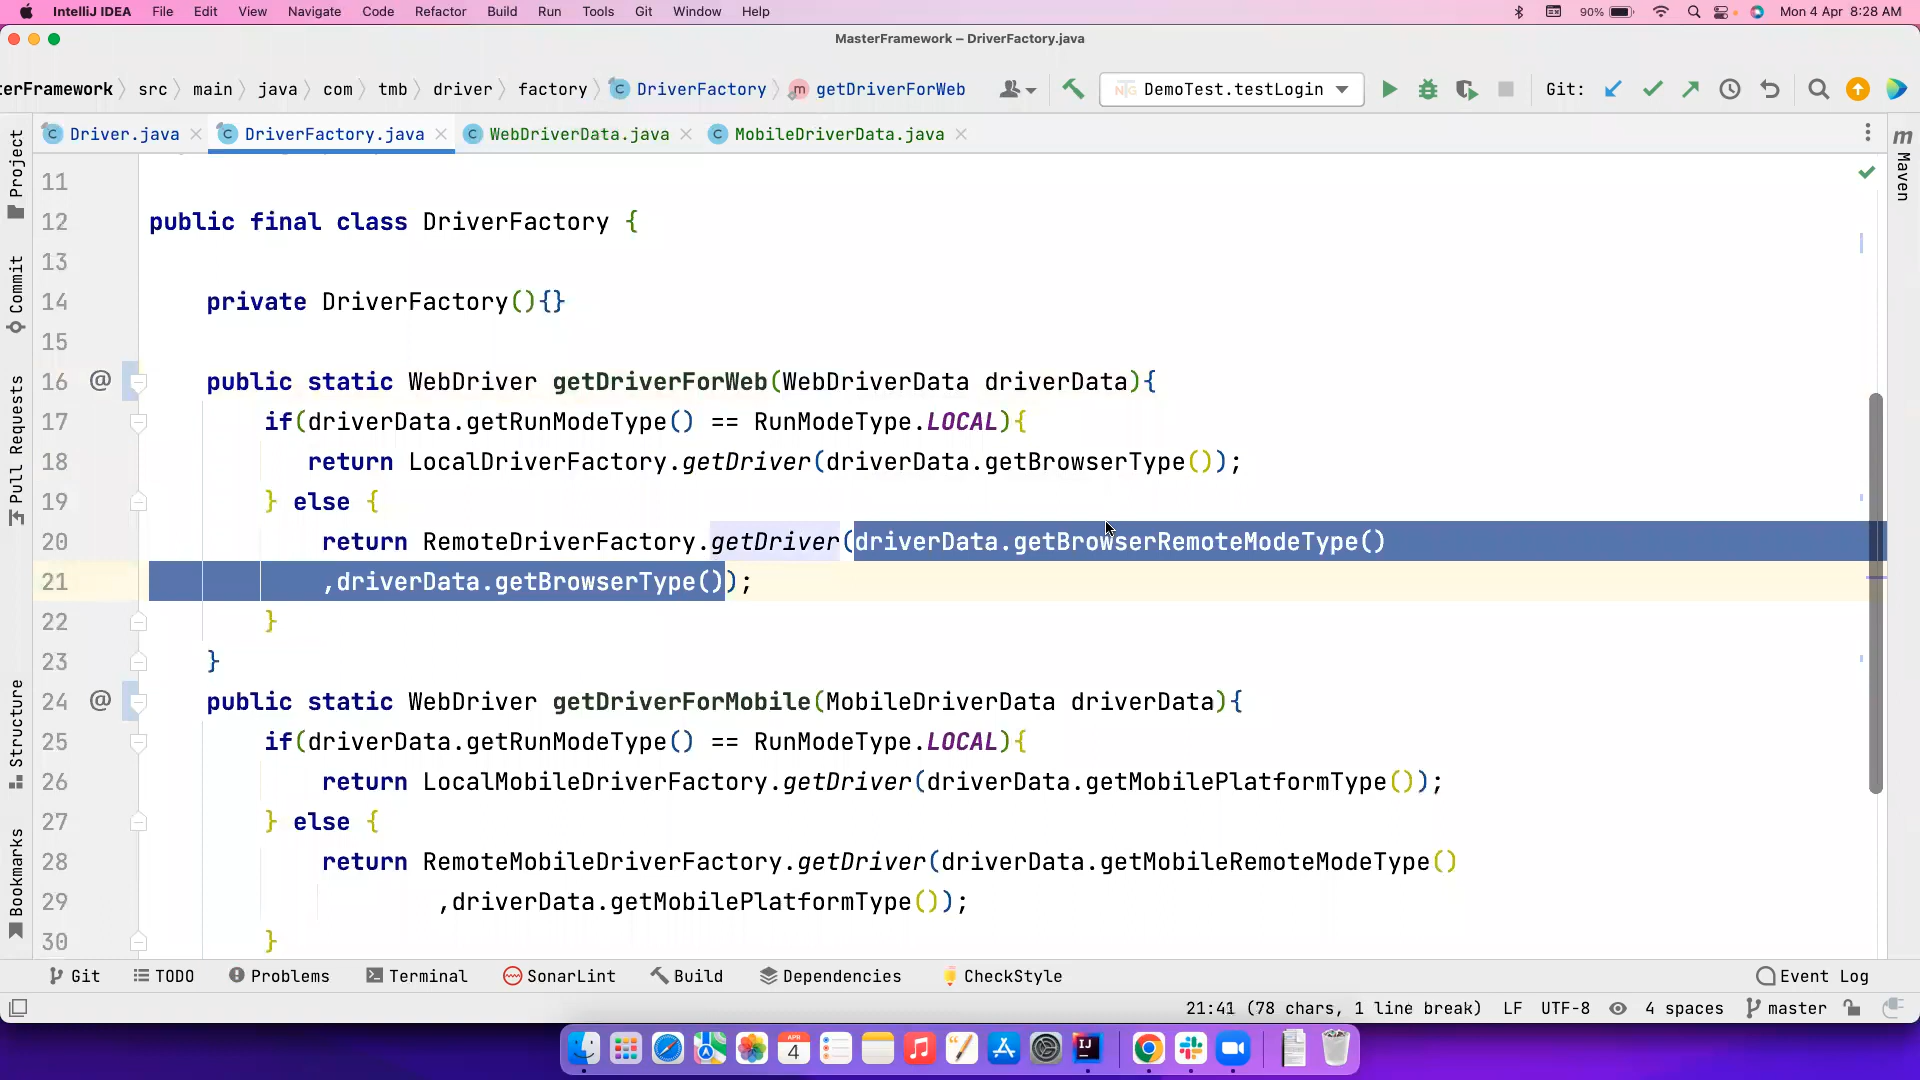 IntelliJ IDEA File Edit View Navigate Code Refactor Build Run Tools Git Window Help 90% Mon 4 Apr 8:28 AM
MasterFramework – DriverFactory.java
terFramework src main java com tmb driver factory DriverFactory getDriverForWeb DemoTest.testLogin Git:
Driver.java DriverFactory.java WebDriverData.java MobileDriverData.java
Project
Commit
Pull Requests
Structure
Bookmarks
Maven
11
12 public final class DriverFactory {
13
14 private DriverFactory(){}
15
16 @ public static WebDriver getDriverForWeb(WebDriverData driverData){
17 if(driverData.getRunModeType() == RunModeType.LOCAL){
18 return LocalDriverFactory.getDriver(driverData.getBrowserType());
19 } else {
20 return RemoteDriverFactory.getDriver(driverData.getBrowserRemoteModeType()
21 ,driverData.getBrowserType());
22 }
23 }
24 @ public static WebDriver getDriverForMobile(MobileDriverData driverData){
25 if(driverData.getRunModeType() == RunModeType.LOCAL){
26 return LocalMobileDriverFactory.getDriver(driverData.getMobilePlatformType());
27 } else {
28 return RemoteMobileDriverFactory.getDriver(driverData.getMobileRemoteModeType()
29 ,driverData.getMobilePlatformType());
30 }
Git TODO Problems Terminal SonarLint Build Dependencies CheckStyle Event Log
21:41 (78 chars, 1 line break) LF UTF-8 4 spaces master
APR
4
IJ